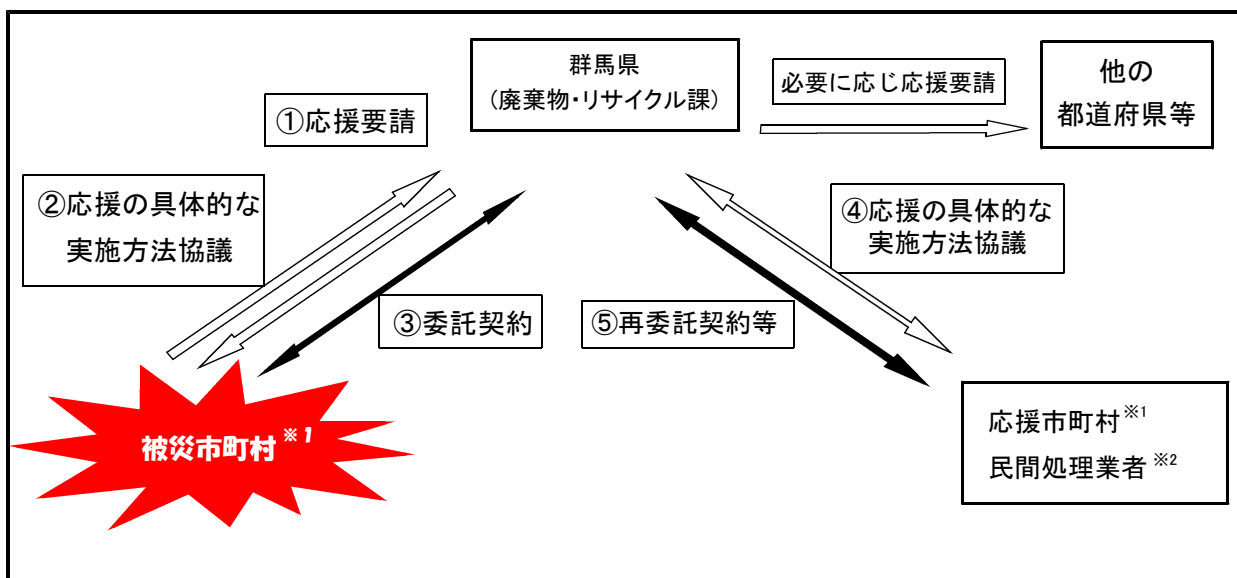 群馬県
(廃棄物・リサイクル課)
必要に応じ応援要請
他の
都道府県等
①応援要請
②応援の具体的な
実施方法協議
④応援の具体的な
実施方法協議
③委託契約
⑤再委託契約等
被災市町村※1
応援市町村※1
民間処理業者※2